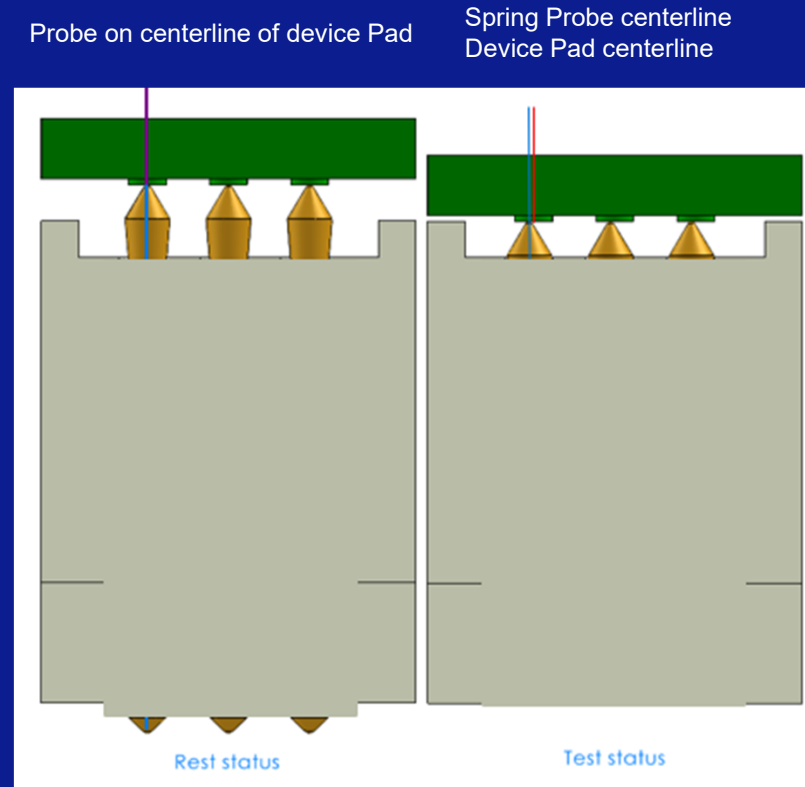 Probe on centerline of device Pad
Spring Probe centerline
Device Pad centerline
Rest status
Test status